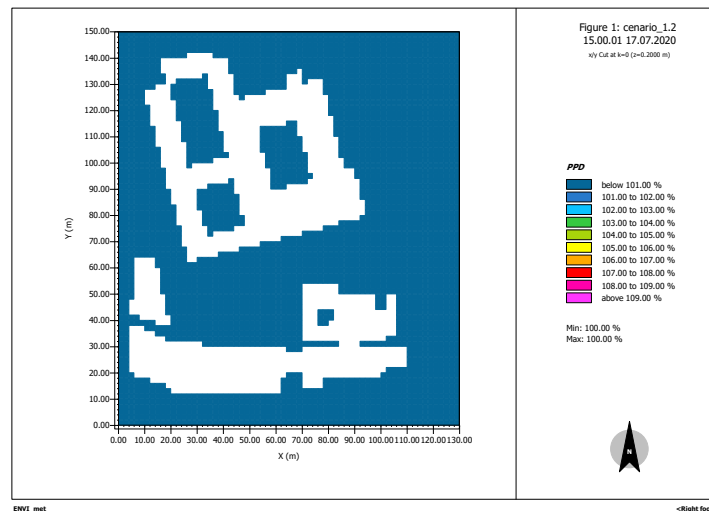 Figure 1: cenario_1.2
15.00.01 17.07.2020
x/y Cut at k=0 (z=0.2000 m)
150.00
140.00
130.00
120.00
110.00
100.00
90.00
80.00
70.00
60.00
50.00
40.00
30.00
20.00
10.00
0.00
Y (m)
0.00 10.00 20.00 30.00 40.00 50.00 60.00 70.00 80.00 90.00 100.00 110.00 120.00 130.00
X (m)
PPD
below 101.00 %
101.00 to 102.00 %
102.00 to 103.00 %
103.00 to 104.00 %
104.00 to 105.00 %
105.00 to 106.00 %
106.00 to 107.00 %
107.00 to 108.00 %
108.00 to 109.00 %
above 109.00 %
Min: 100.00 %
Max: 100.00 %
N
ENVI_met
<Right foo